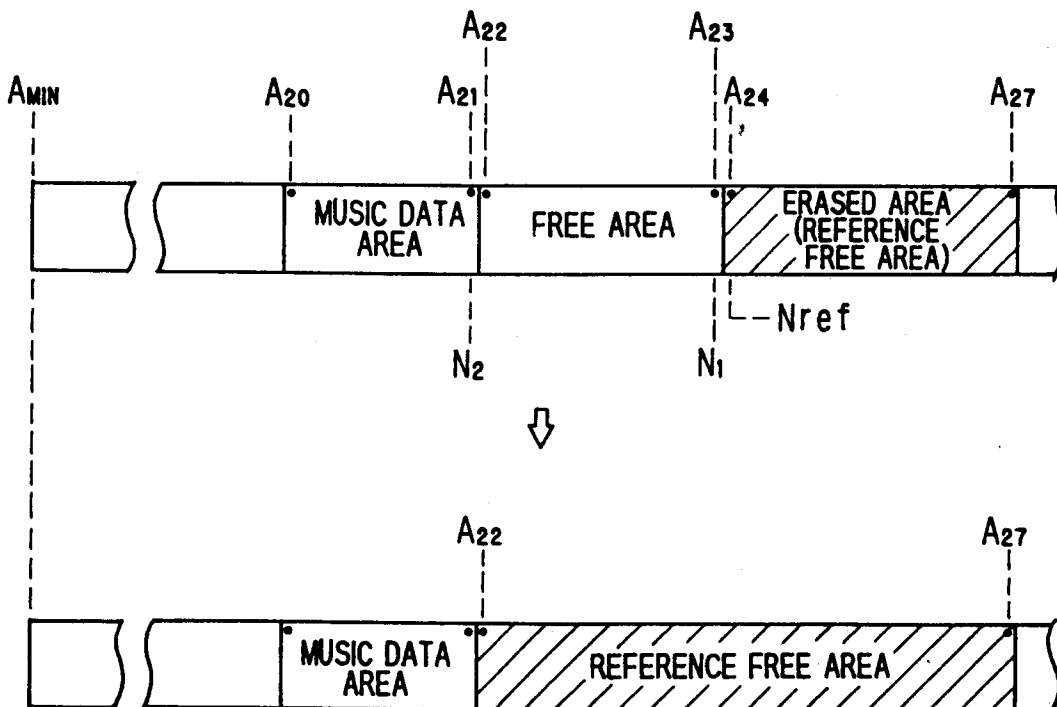 A22 A23
AMIN A20 A21 A24 A27
MUSIC DATA AREA
FREE AREA
ERASED AREA (REFERENCE FREE AREA)
Nref
N2 N1
A22 A27
MUSIC DATA AREA
REFERENCE FREE AREA